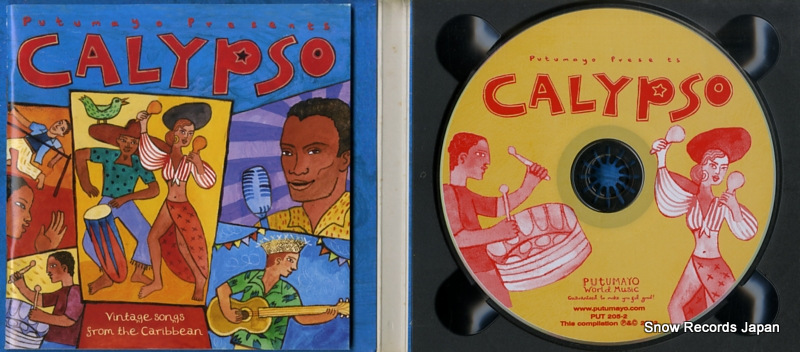 Putumayo Presents
CALYPSO
Vintage songs
from the Caribbean
Putumayo Presents
CALYPSO
PUTUMAYO
World Music
Guaranteed to make you feel good!
www.putumayo.com
PUT 208-2
This compilation ℗&©
Snow Records Japan